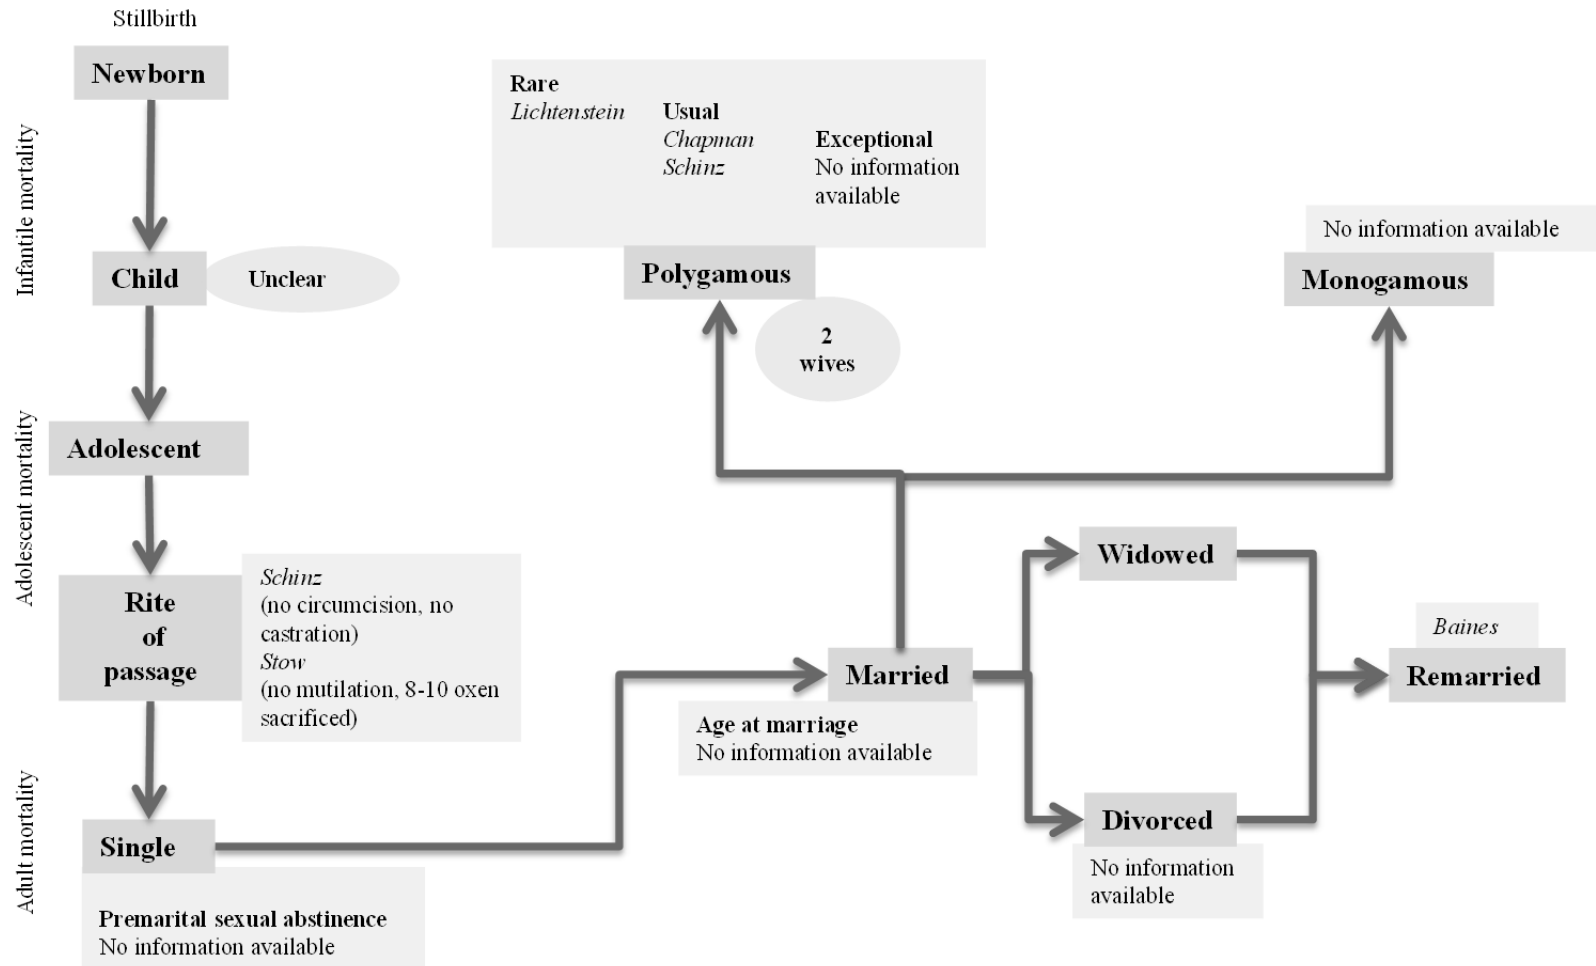 Stillbirth
Newborn
Infantile mortality
Child
Unclear
Adolescent
Adolescent mortality
Rite
of
passage
Schinz
(no circumcision, no
castration)
Stow
(no mutilation, 8-10 oxen
sacrificed)
Adult mortality
Single
Premarital sexual abstinence
No information available
Rare
Lichtenstein
Usual
Chapman
Schinz
Exceptional
No information
available
Polygamous
2
wives
No information available
Monogamous
Married
Age at marriage
No information available
Widowed
Divorced
No information
available
Baines
Remarried